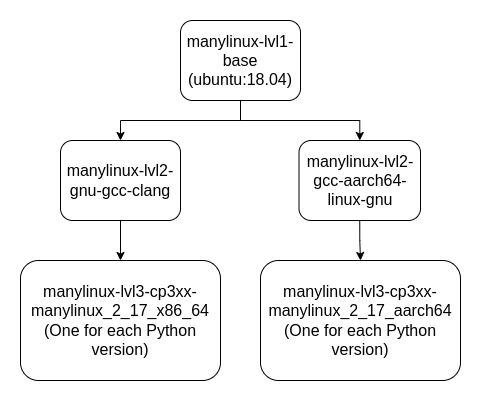 manylinux-lvl1-
base
(ubuntu:18.04)
manylinux-lvl2-
gnu-gcc-clang
manylinux-lvl2-
gcc-aarch64-
linux-gnu
manylinux-lvl3-cp3xx-
manylinux_2_17_x86_64
(One for each Python
version)
manylinux-lvl3-cp3xx-
manylinux_2_17_aarch64
(One for each Python
version)